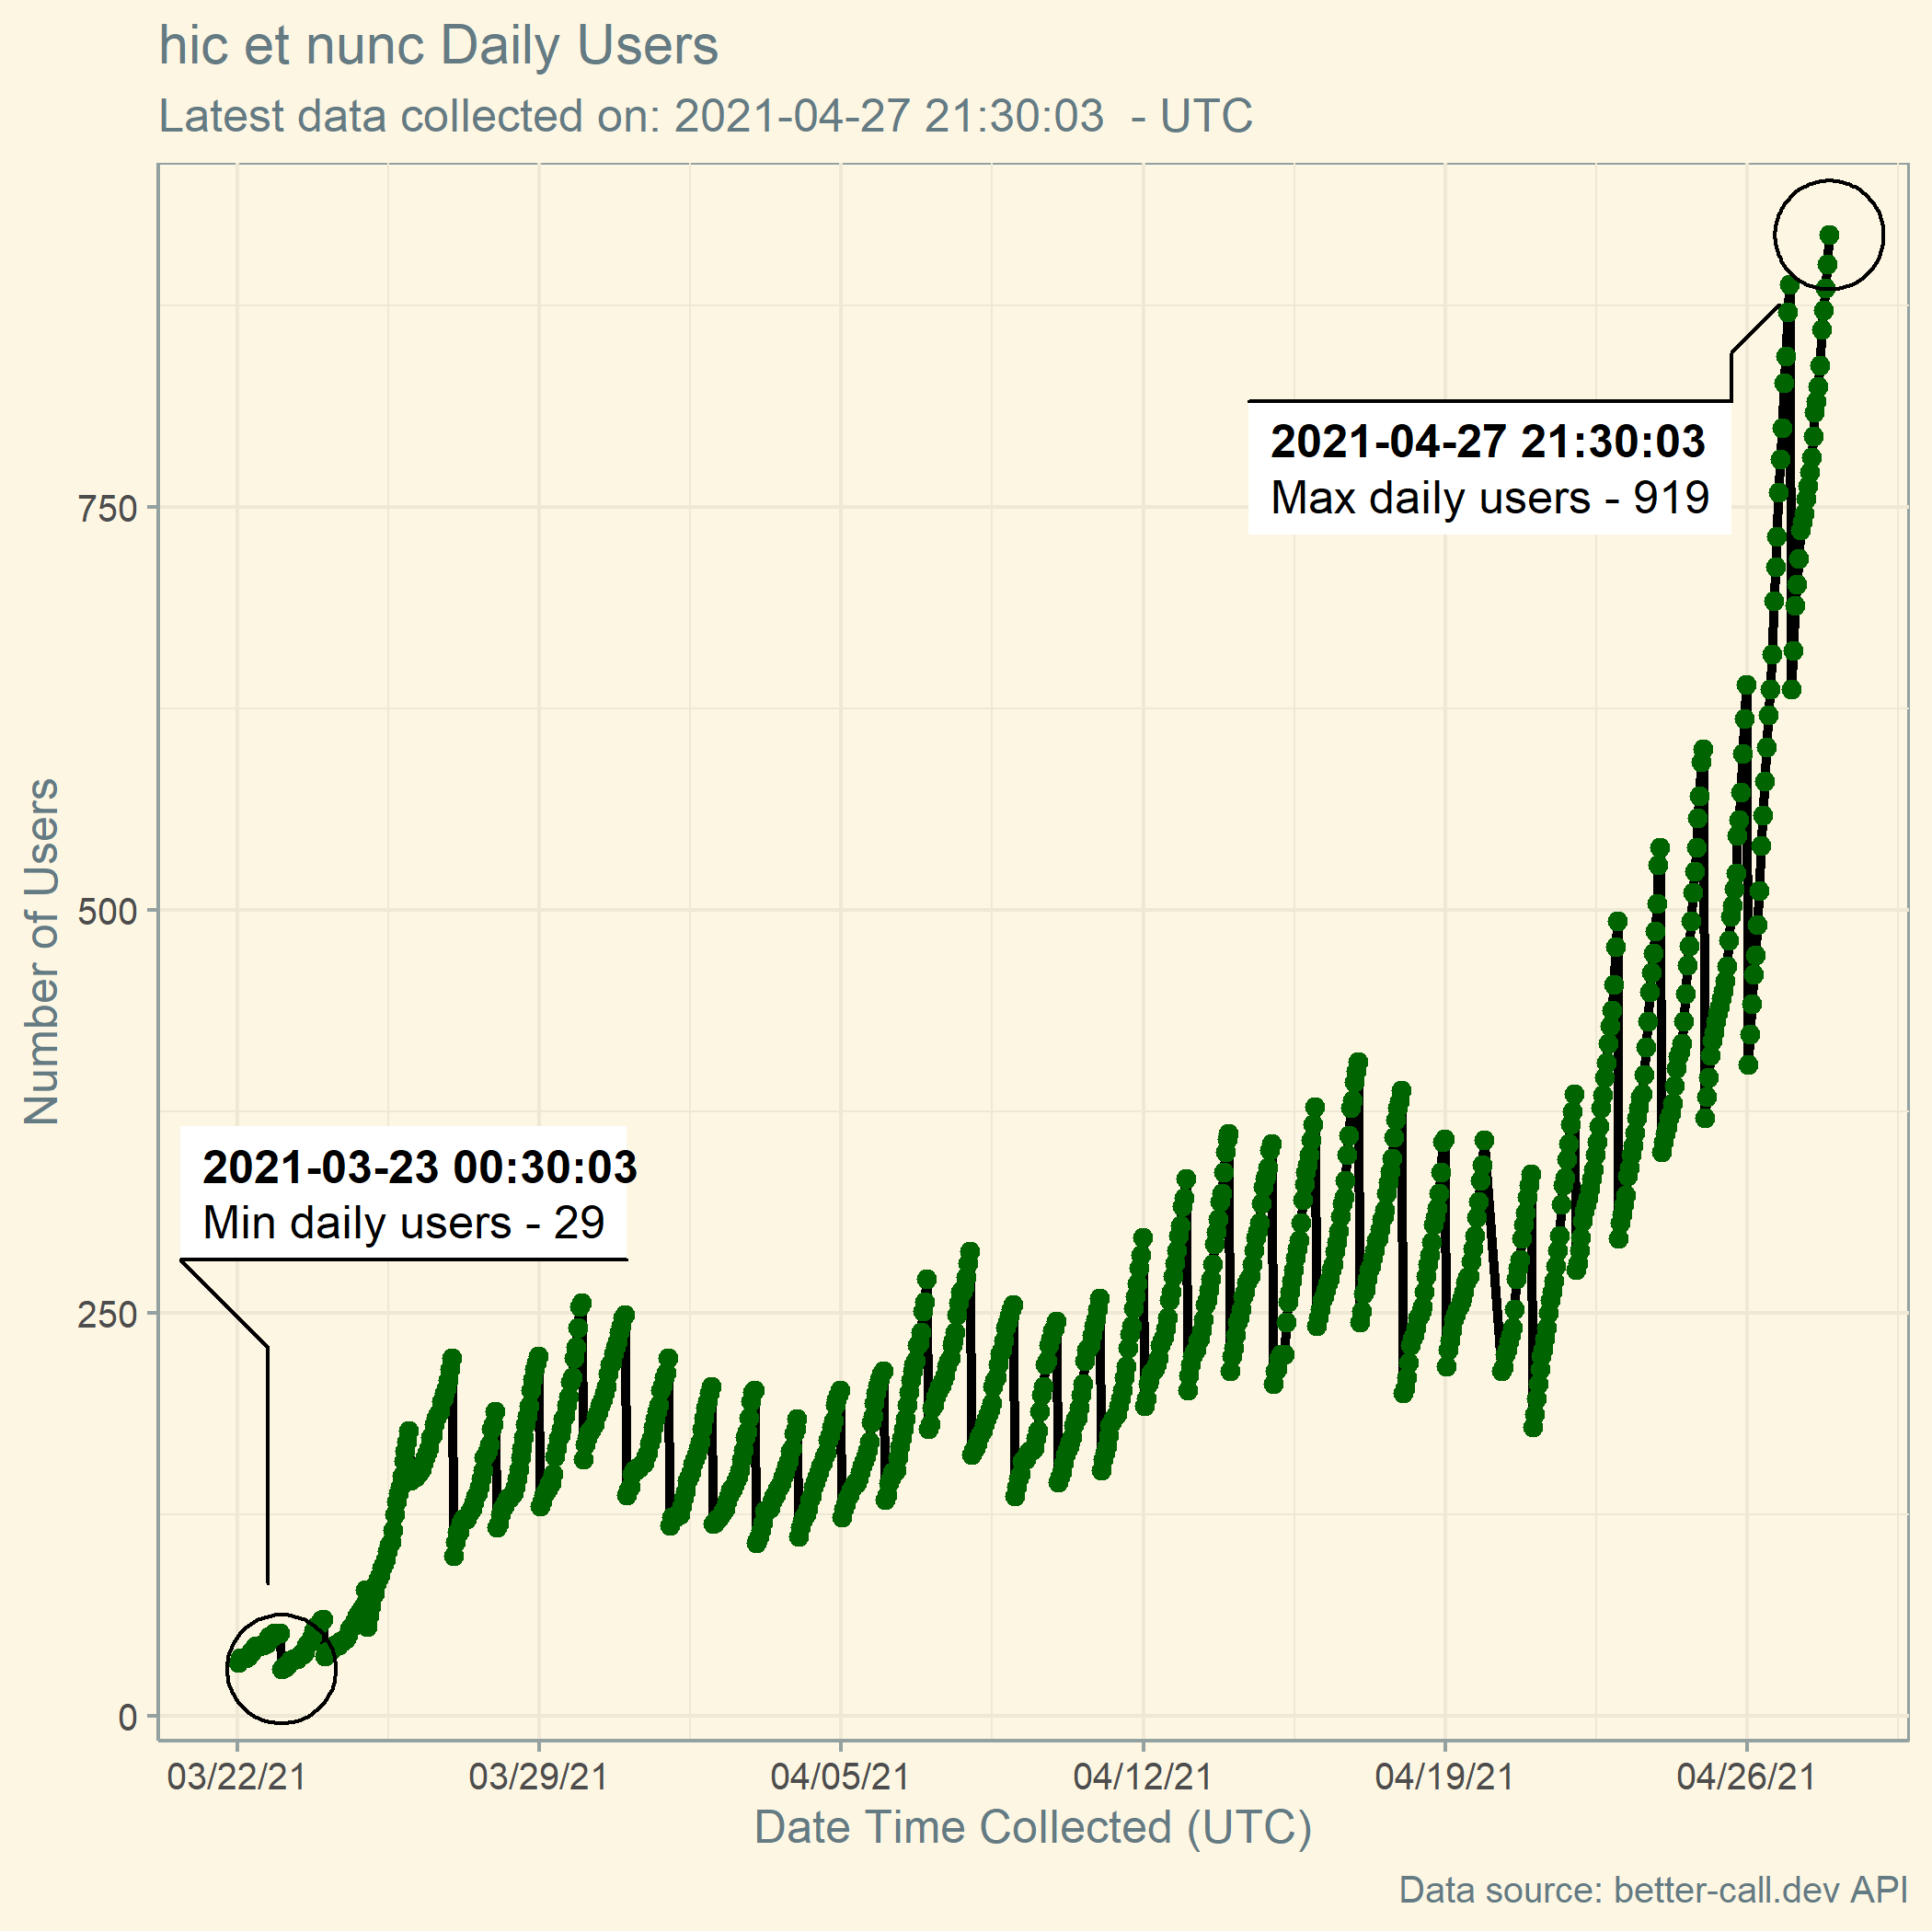 hic et nunc Daily Users
Latest data collected on: 2021-04-27 21:30:03  - UTC
2021-04-27 21:30:03
Max daily users - 919
750
500
2021-03-23 00:30:03
Min daily users - 29
250
0
Number of Users
03/22/21 03/29/21 04/05/21 04/12/21 04/19/21 04/26/21
Date Time Collected (UTC)
Data source: better-call.dev API